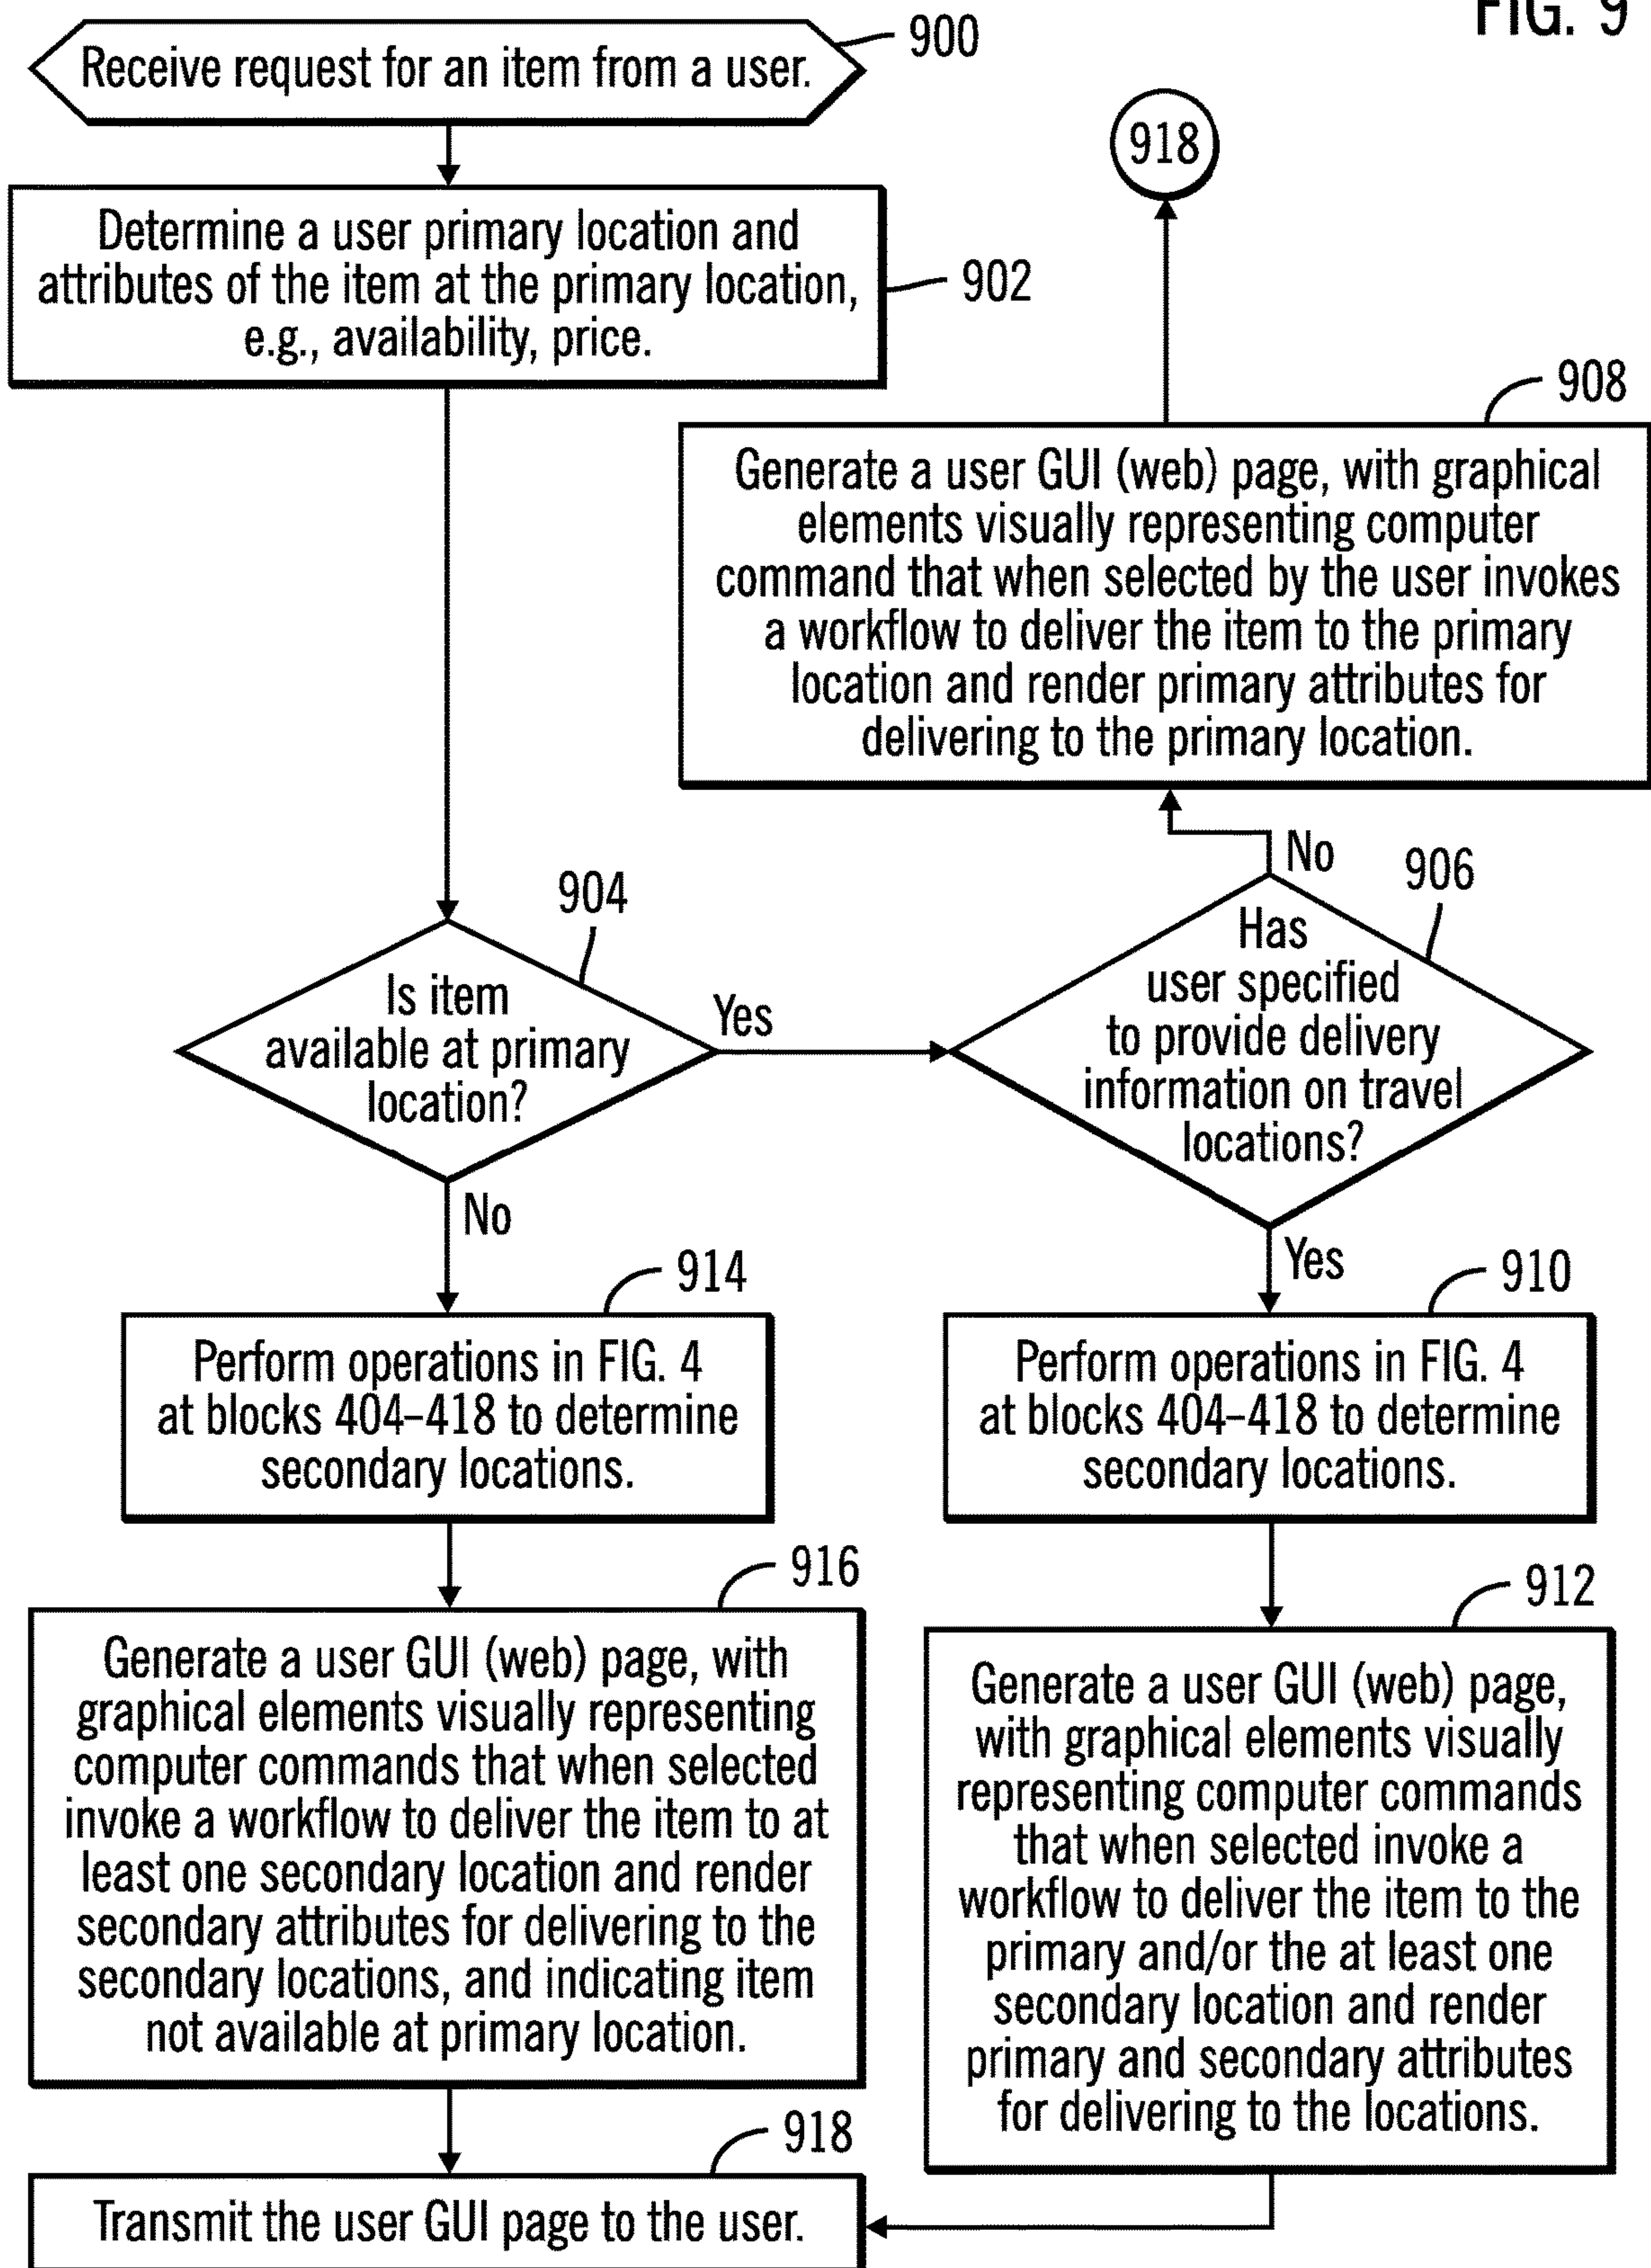 FIG. 9
900
Receive request for an item from a user.
918
Determine a user primary location and
attributes of the item at the primary location,
e.g., availability, price.
902
908
Generate a user GUI (web) page, with graphical
elements visually representing computer
command that when selected by the user invokes
a workflow to deliver the item to the primary
location and render primary attributes for
delivering to the primary location.
No
906
904
Has
user specified
to provide delivery
information on travel
locations?
Is item
available at primary
location?
Yes
No
Yes
914
910
Perform operations in FIG. 4
at blocks 404–418 to determine
secondary locations.
Perform operations in FIG. 4
at blocks 404–418 to determine
secondary locations.
916
912
Generate a user GUI (web) page, with
graphical elements visually representing
computer commands that when selected
invoke a workflow to deliver the item to at
least one secondary location and render
secondary attributes for delivering to the
secondary locations, and indicating item
not available at primary location.
Generate a user GUI (web) page,
with graphical elements visually
representing computer commands
that when selected invoke a
workflow to deliver the item to the
primary and/or the at least one
secondary location and render
primary and secondary attributes
for delivering to the locations.
918
Transmit the user GUI page to the user.